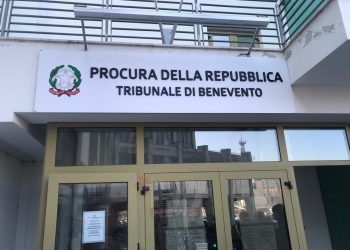 PROCURA DELLA REPUBBLICA
TRIBUNALE DI BENEVENTO